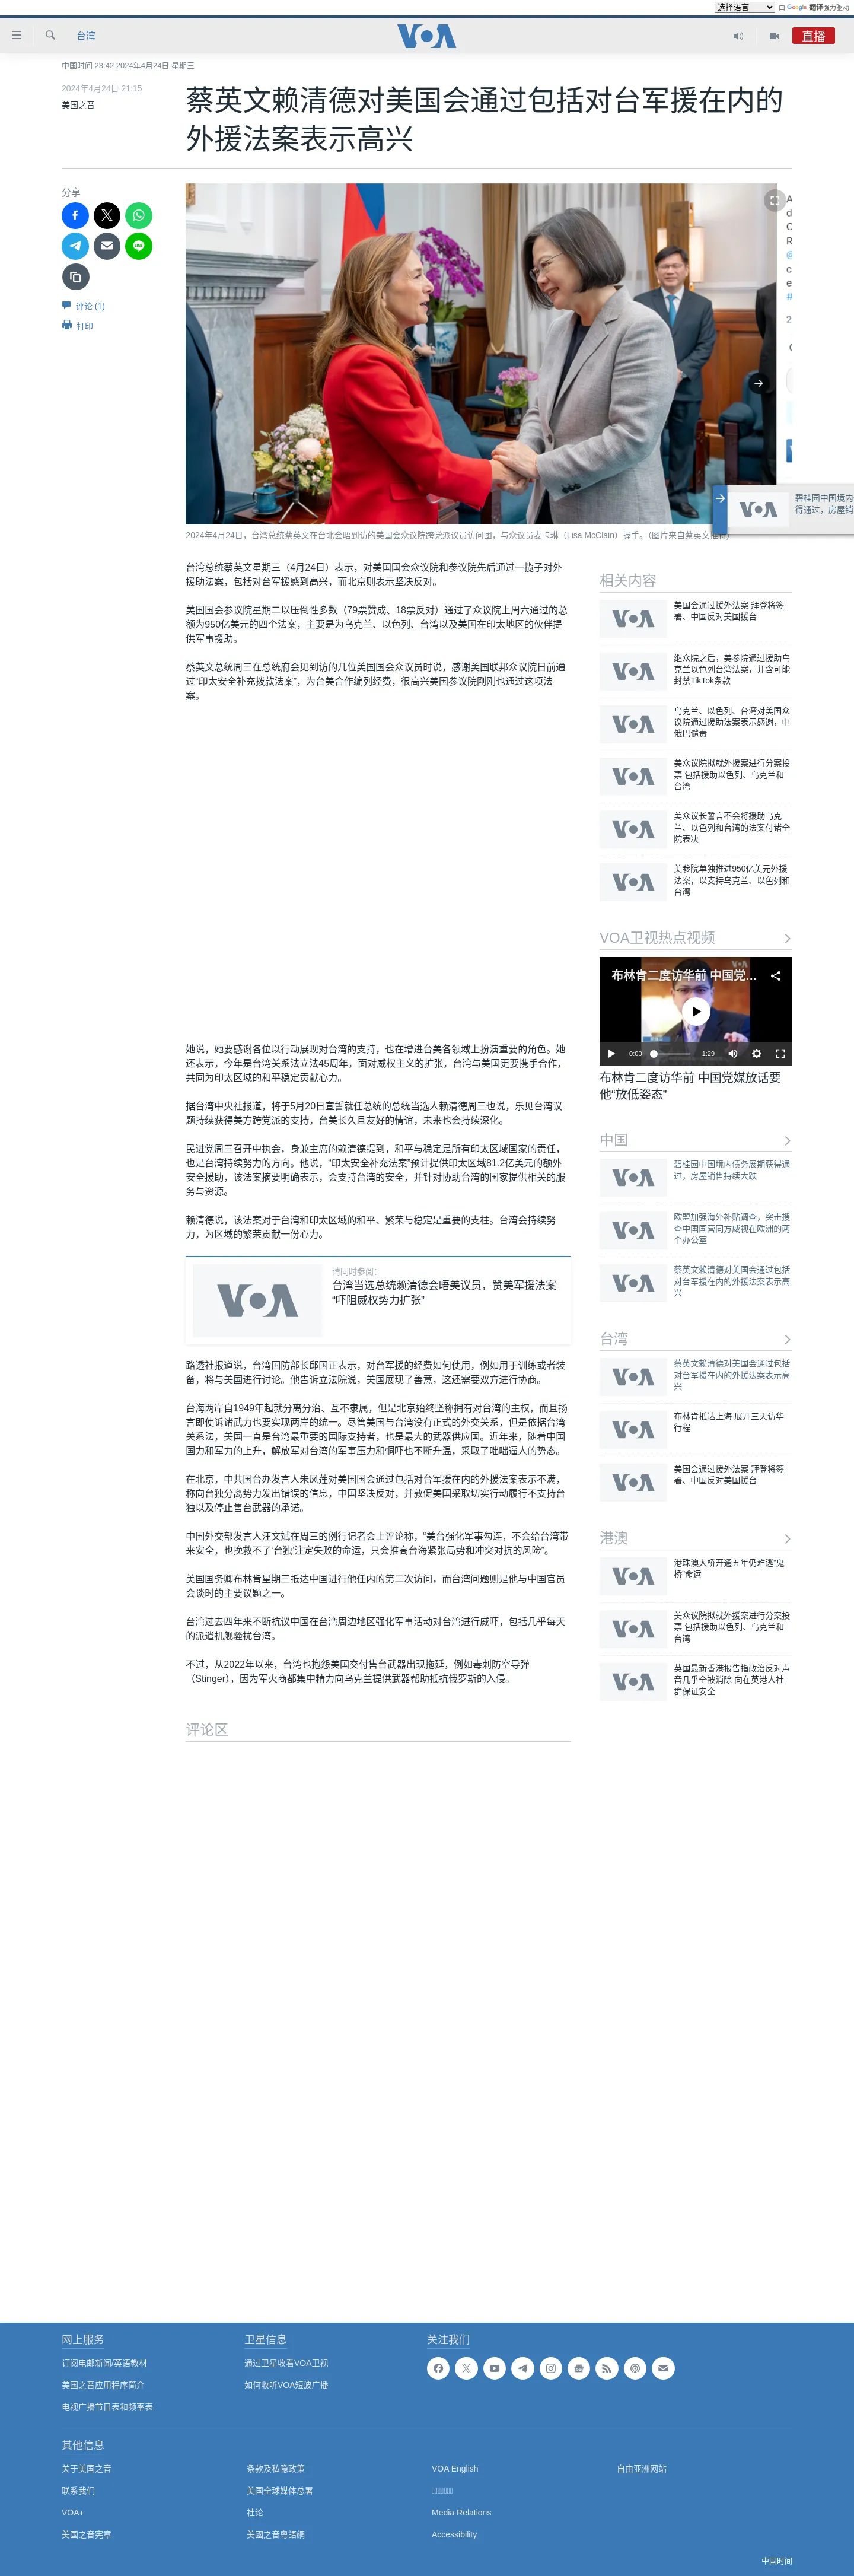 选择语言 由 Google 翻译强力驱动
台湾
VOA
直播
中国时间 23:42 2024年4月24日 星期三
2024年4月24日 21:15
美国之音
蔡英文赖清德对美国会通过包括对台军援在内的
外援法案表示高兴
分享
评论 (1)
打印
2024年4月24日，台湾总统蔡英文在台北会晤到访的美国会众议院跨党派议员访问团，与众议员麦卡琳（Lisa McClain）握手。（图片来自蔡英文推特）
碧桂园中国境内
得通过，房屋销
台湾总统蔡英文星期三（4月24日）表示，对美国国会众议院和参议院先后通过一揽子对外
援助法案，包括对台军援感到高兴，而北京则表示坚决反对。
美国国会参议院星期二以压倒性多数（79票赞成、18票反对）通过了众议院上周六通过的总
额为950亿美元的四个法案，主要是为乌克兰、以色列、台湾以及美国在印太地区的伙伴提
供军事援助。
蔡英文总统周三在总统府会见到访的几位美国国会众议员时说，感谢美国联邦众议院日前通
过“印太安全补充拨款法案”，为台美合作编列经费，很高兴美国参议院刚刚也通过这项法
案。
她说，她要感谢各位以行动展现对台湾的支持，也在增进台美各领域上扮演重要的角色。她
还表示，今年是台湾关系法立法45周年，面对威权主义的扩张，台湾与美国更要携手合作，
共同为印太区域的和平稳定贡献心力。
据台湾中央社报道，将于5月20日宣誓就任总统的总统当选人赖清德周三也说，乐见台湾议
题持续获得美方跨党派的支持，台美长久且友好的情谊，未来也会持续深化。
民进党周三召开中执会，身兼主席的赖清德提到，和平与稳定是所有印太区域国家的责任，
也是台湾持续努力的方向。他说，“印太安全补充法案”预计提供印太区域81.2亿美元的额外
安全援助，该法案摘要明确表示，会支持台湾的安全，并针对协助台湾的国家提供相关的服
务与资源。
赖清德说，该法案对于台湾和印太区域的和平、繁荣与稳定是重要的支柱。台湾会持续努
力，为区域的繁荣贡献一份心力。
VOA
请同时参阅：
台湾当选总统赖清德会晤美议员，赞美军援法案
“吓阻威权势力扩张”
路透社报道说，台湾国防部长邱国正表示，对台军援的经费如何使用，例如用于训练或者装
备，将与美国进行讨论。他告诉立法院说，美国展现了善意，这还需要双方进行协商。
台海两岸自1949年起就分离分治、互不隶属，但是北京始终坚称拥有对台湾的主权，而且扬
言即使诉诸武力也要实现两岸的统一。尽管美国与台湾没有正式的外交关系，但是依据台湾
关系法，美国一直是台湾最重要的国际支持者，也是最大的武器供应国。近年来，随着中国
国力和军力的上升，解放军对台湾的军事压力和恫吓也不断升温，采取了咄咄逼人的势态。
在北京，中共国台办发言人朱凤莲对美国国会通过包括对台军援在内的外援法案表示不满，
称向台独分离势力发出错误的信息，中国坚决反对，并敦促美国采取切实行动履行不支持台
独以及停止售台武器的承诺。
中国外交部发言人汪文斌在周三的例行记者会上评论称，“美台强化军事勾连，不会给台湾带
来安全，也挽救不了‘台独’注定失败的命运，只会推高台海紧张局势和冲突对抗的风险”。
美国国务卿布林肯星期三抵达中国进行他任内的第二次访问，而台湾问题则是他与中国官员
会谈时的主要议题之一。
台湾过去四年来不断抗议中国在台湾周边地区强化军事活动对台湾进行威吓，包括几乎每天
的派遣机舰骚扰台湾。
不过，从2022年以来，台湾也抱怨美国交付售台武器出现拖延，例如毒刺防空导弹
（Stinger），因为军火商都集中精力向乌克兰提供武器帮助抵抗俄罗斯的入侵。
评论区
相关内容
美国会通过援外法案 拜登将签
署、中国反对美国援台
继众院之后，美参院通过援助乌
克兰以色列台湾法案，并含可能
封禁TikTok条款
乌克兰、以色列、台湾对美国众
议院通过援助法案表示感谢，中
俄巴谴责
美众议院拟就外援案进行分案投
票 包括援助以色列、乌克兰和
台湾
美众议长誓言不会将援助乌克
兰、以色列和台湾的法案付诸全
院表决
美参院单独推进950亿美元外援
法案，以支持乌克兰、以色列和
台湾
VOA卫视热点视频
布林肯二度访华前 中国党…
0:00 1:29
布林肯二度访华前 中国党媒放话要
他“放低姿态”
中国
碧桂园中国境内债务展期获得通
过，房屋销售持续大跌
欧盟加强海外补贴调查，突击搜
查中国国营同方威视在欧洲的两
个办公室
蔡英文赖清德对美国会通过包括
对台军援在内的外援法案表示高
兴
台湾
蔡英文赖清德对美国会通过包括
对台军援在内的外援法案表示高
兴
布林肯抵达上海 展开三天访华
行程
美国会通过援外法案 拜登将签
署、中国反对美国援台
港澳
港珠澳大桥开通五年仍难逃“鬼
桥”命运
美众议院拟就外援案进行分案投
票 包括援助以色列、乌克兰和
台湾
英国最新香港报告指政治反对声
音几乎全被消除 向在英港人社
群保证安全
网上服务
订阅电邮新闻/英语教材
美国之音应用程序简介
电视广播节目表和频率表
卫星信息
通过卫星收看VOA卫视
如何收听VOA短波广播
关注我们
其他信息
关于美国之音
联系我们
VOA+
美国之音宪章
条款及私隐政策
美国全球媒体总署
社论
美國之音粵語網
VOA English
Media Relations
Accessibility
自由亚洲网站
中国时间